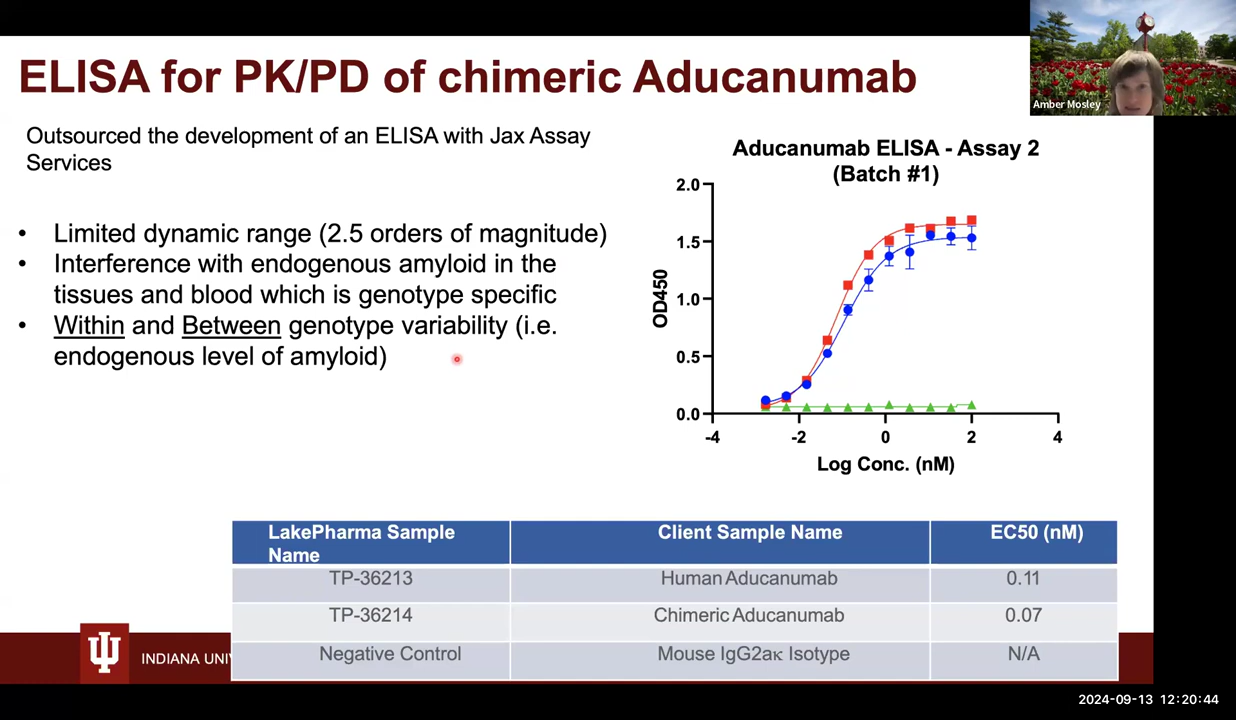 ELISA for PK/PD of chimeric Aducanumab
Amber Mosley
Outsourced the development of an ELISA with Jax Assay
Services
• Limited dynamic range (2.5 orders of magnitude)
• Interference with endogenous amyloid in the
tissues and blood which is genotype specific
• Within and Between genotype variability (i.e.
endogenous level of amyloid)
Aducanumab ELISA - Assay 2
(Batch #1)
2.0
1.5
1.0
0.5
0.0
OD450
-4 -2 0 2 4
Log Conc. (nM)
LakePharma Sample
Name
Client Sample Name
EC50 (nM)
TP-36213 Human Aducanumab 0.11
TP-36214 Chimeric Aducanumab 0.07
Negative Control Mouse IgG2aκ Isotype N/A
INDIANA UNI
2024-09-13 12:20:44